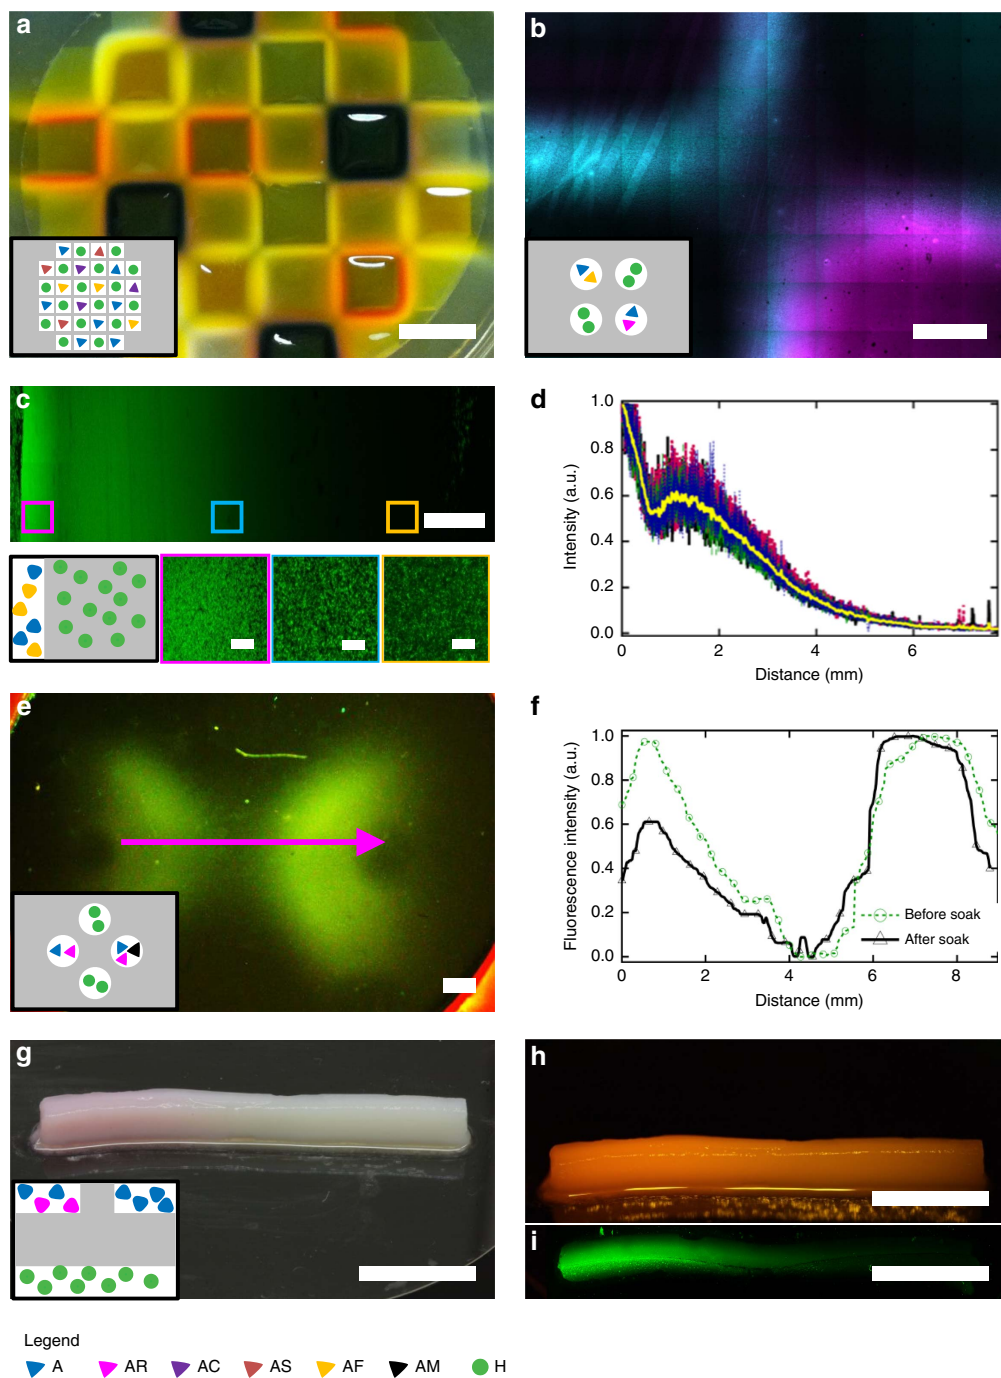 a
b
c
d
1.0
0.8
0.6
0.4
0.2
0.0
Intensity (a.u.)
0 2 4 6
Distance (mm)
e
f
1.0
0.8
0.6
0.4
0.2
0.0
Fluorescence intensity (a.u.)
Before soak
After soak
0 2 4 6 8
Distance (mm)
g
h
i
Legend
A AR AC AS AF AM H